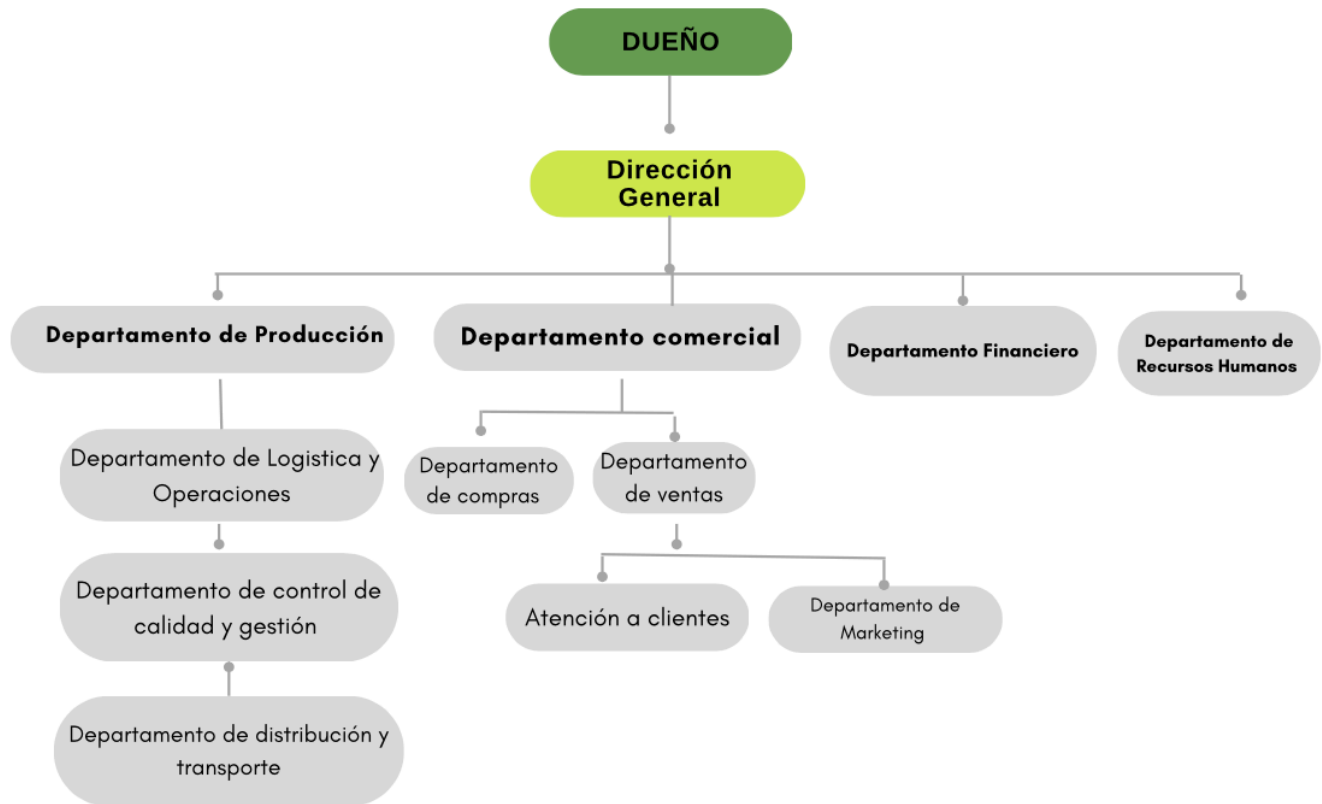 DUEÑO
Dirección
General
Departamento de Producción
Departamento comercial
Departamento Financiero
Departamento de
Recursos Humanos
Departamento de Logistica y
Operaciones
Departamento
de compras
Departamento
de ventas
Departamento de control de
calidad y gestión
Atención a clientes
Departamento de
Marketing
Departamento de distribución y
transporte